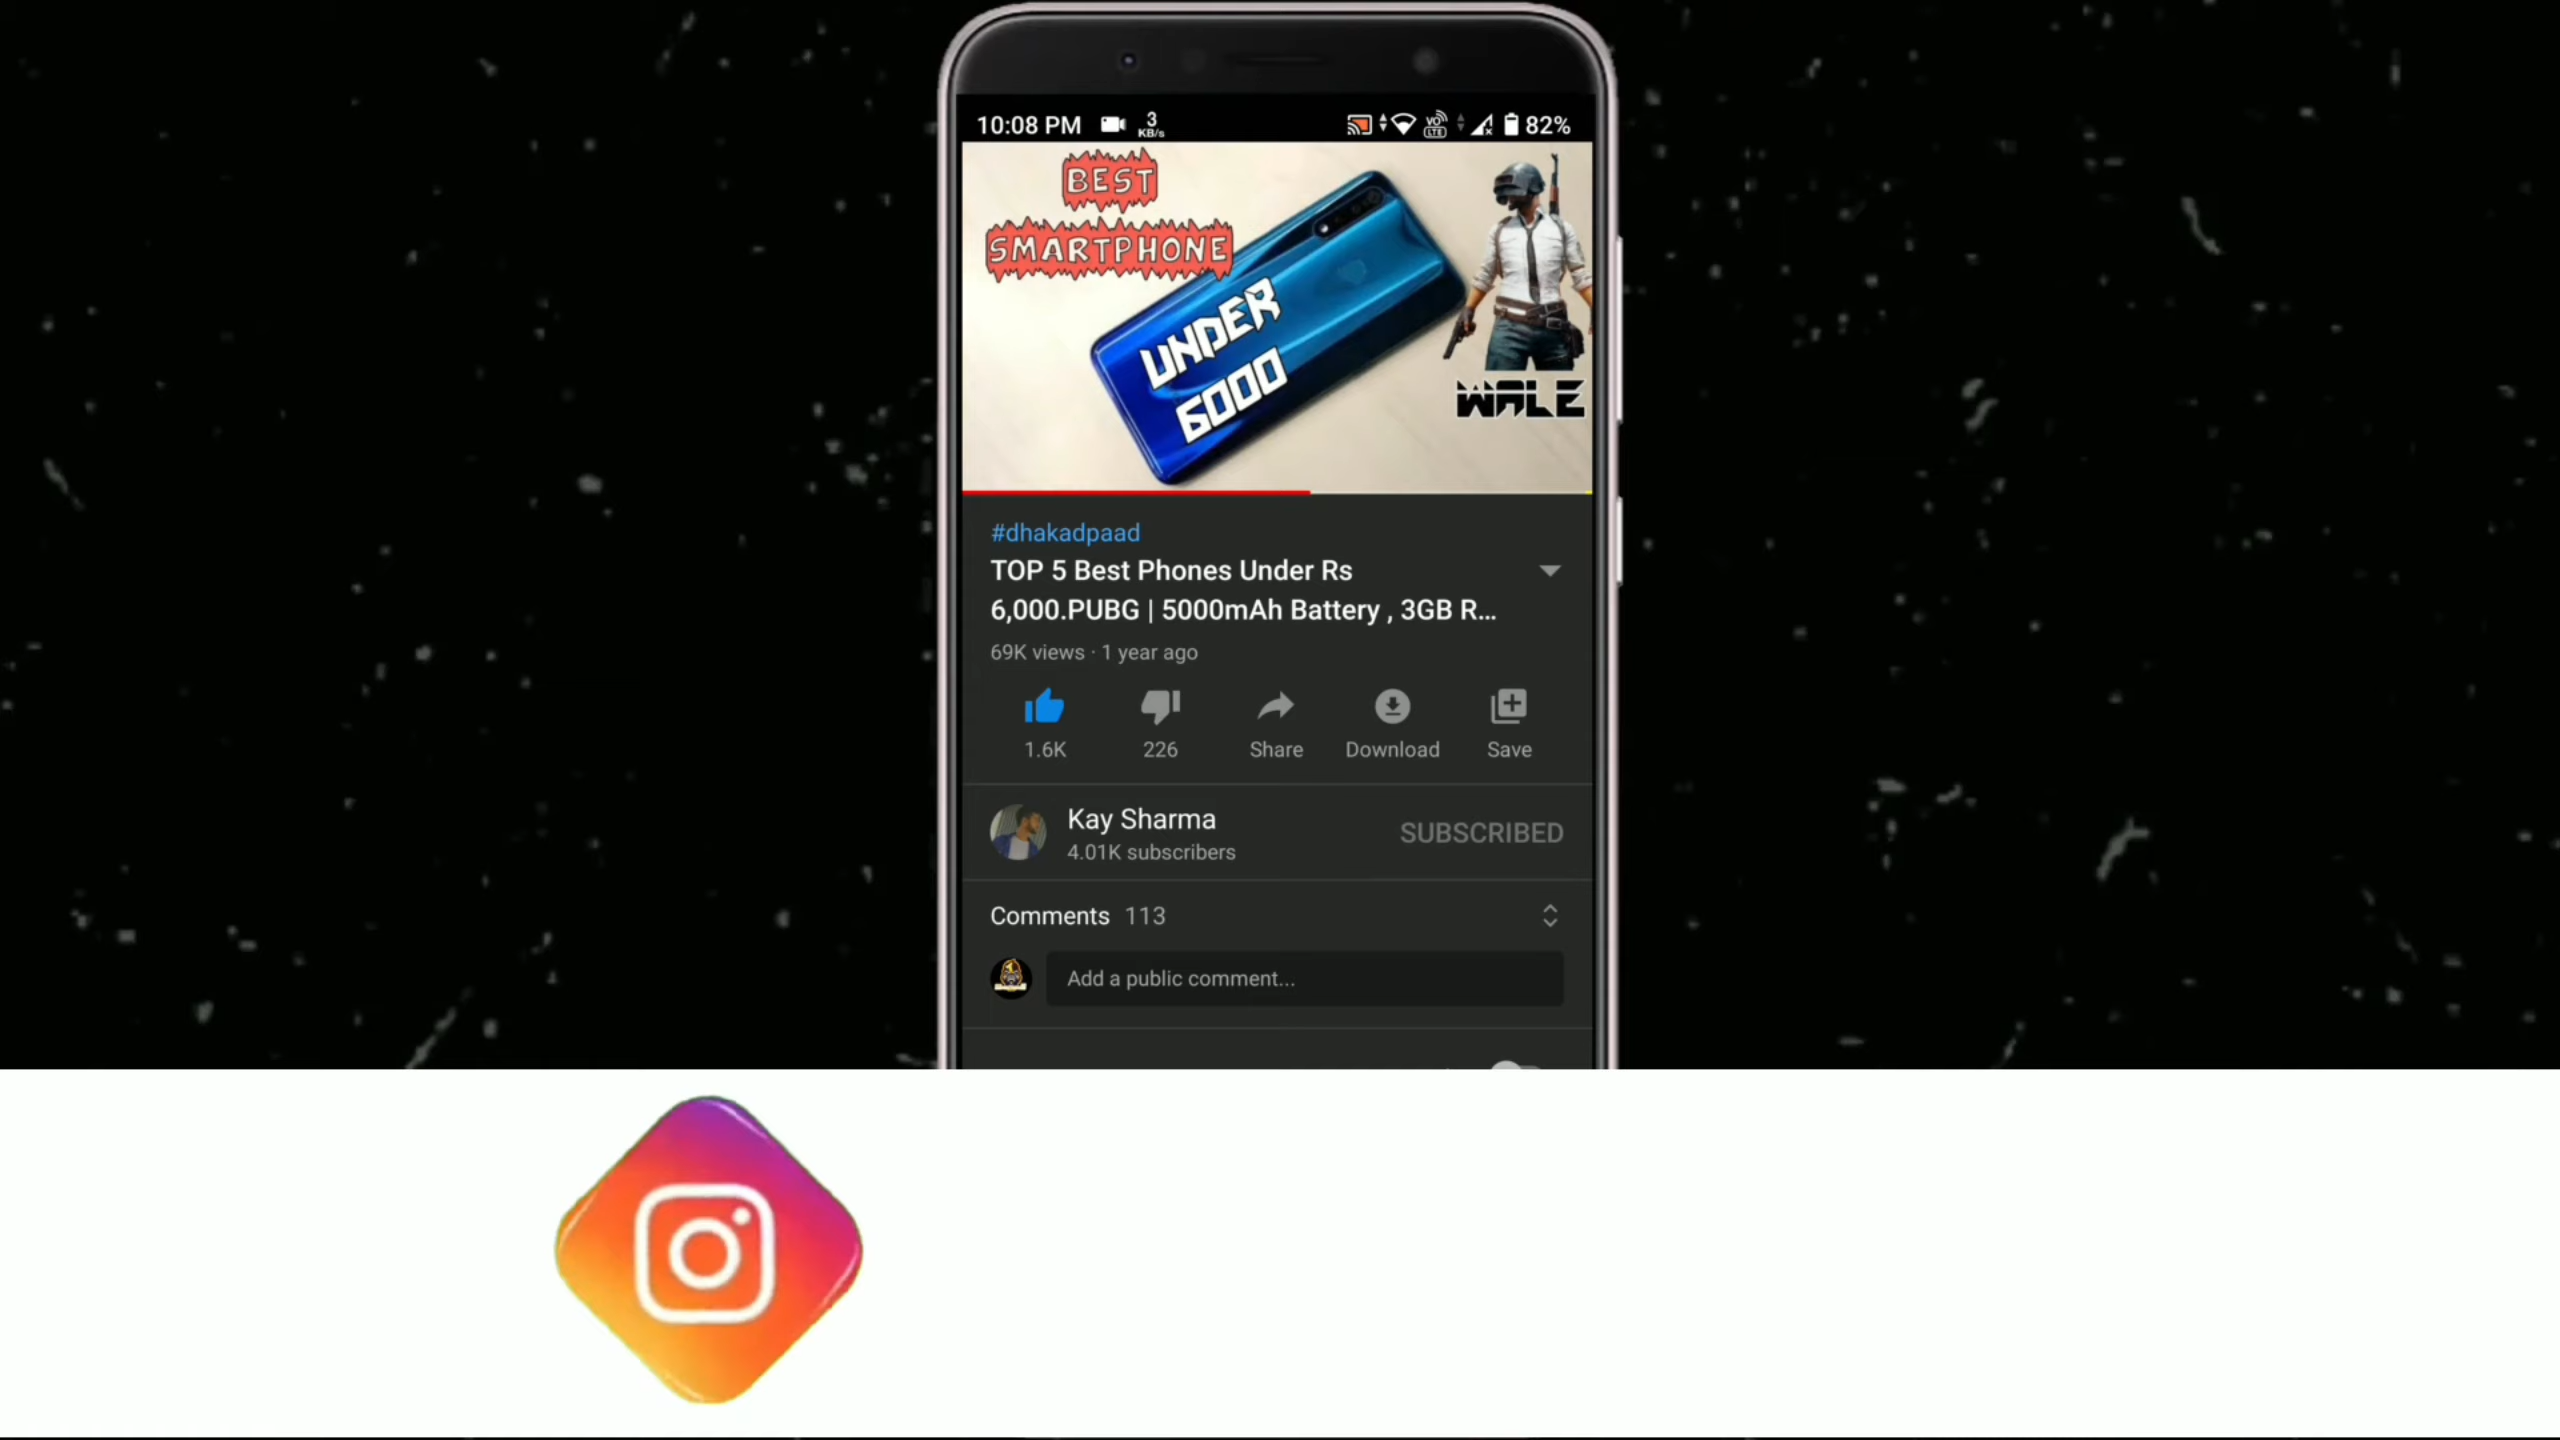 10:08 PM 3 KB/s VO LTE 82%
BEST
SMARTPHONE
UNDER
6000
WALE
#dhakadpaad
TOP 5 Best Phones Under Rs
6,000.PUBG | 5000mAh Battery , 3GB R...
69K views · 1 year ago
1.6K 226 Share Download Save
Kay Sharma
4.01K subscribers
SUBSCRIBED
Comments 113
Add a public comment...